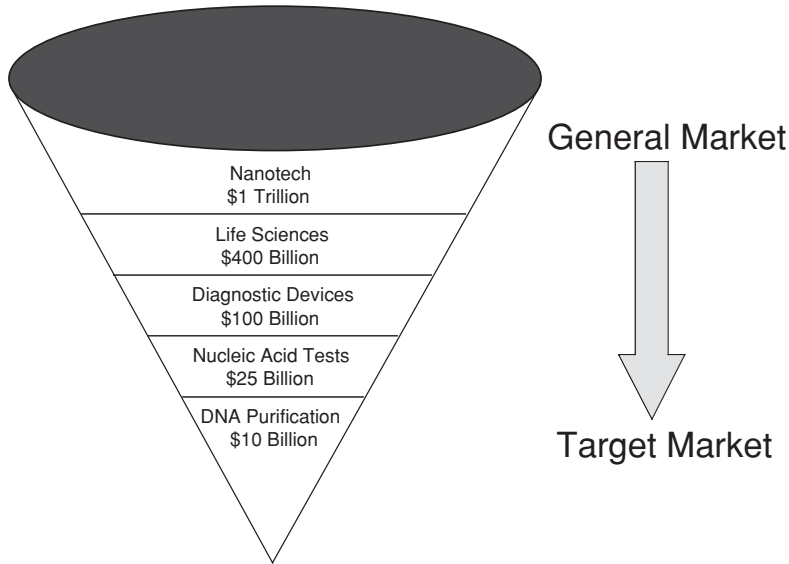 General Market
Nanotech
$1 Trillion
Life Sciences
$400 Billion
Diagnostic Devices
$100 Billion
Nucleic Acid Tests
$25 Billion
DNA Purification
$10 Billion
Target Market